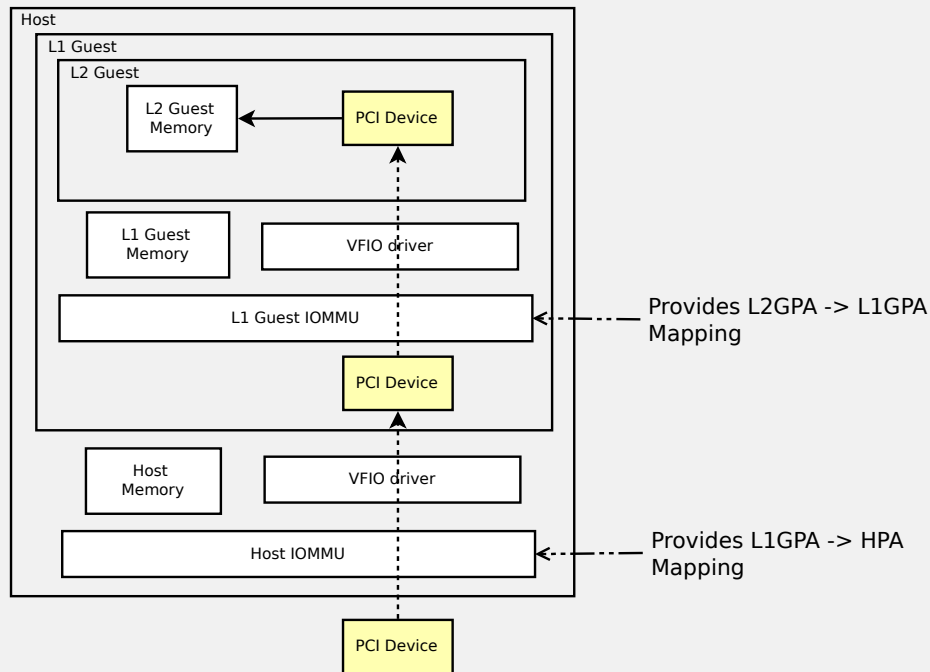 Host
L1 Guest
L2 Guest
L2 Guest
Memory
PCI Device
L1 Guest
Memory
VFIO driver
L1 Guest IOMMU
Provides L2GPA -> L1GPA
Mapping
PCI Device
Host
Memory
VFIO driver
Host IOMMU
Provides L1GPA -> HPA
Mapping
PCI Device